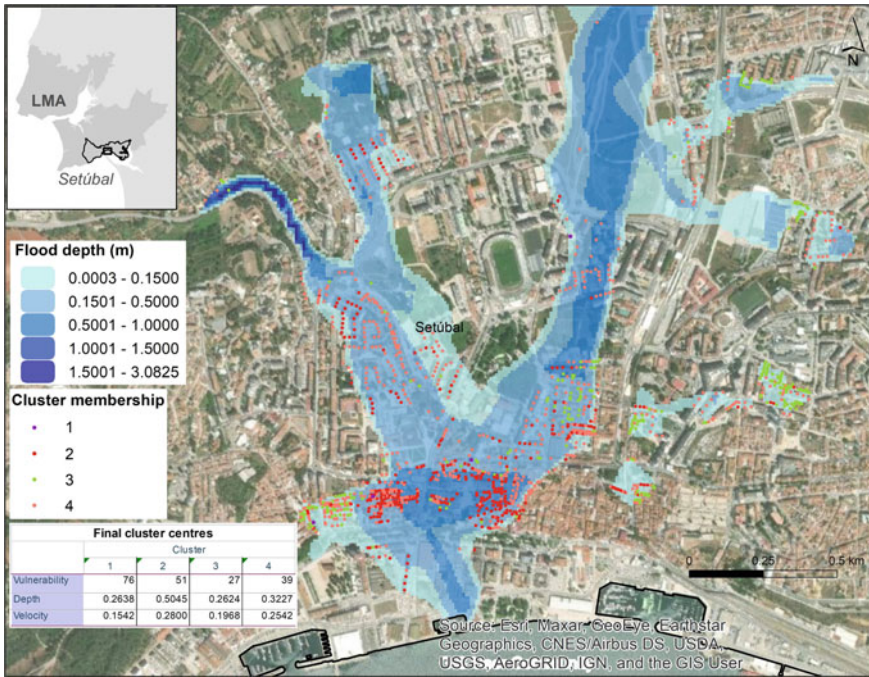 LMA
Setúbal
N
Flood depth (m)
0.0003 - 0.1500
0.1501 - 0.5000
0.5001 - 1.0000
1.0001 - 1.5000
1.5001 - 3.0825
Setúbal
Cluster membership
1
2
3
4
Final cluster centres
Cluster
1 2 3 4
Vulnerability 76 51 27 39
Depth 0.2638 0.5045 0.2624 0.3227
Velocity 0.1542 0.2800 0.1968 0.2542
0 0.25 0.5 km
Source: Esri, Maxar, GeoEye, Earthstar
Geographics, CNES/Airbus DS, USDA,
USGS, AeroGRID, IGN, and the GIS User